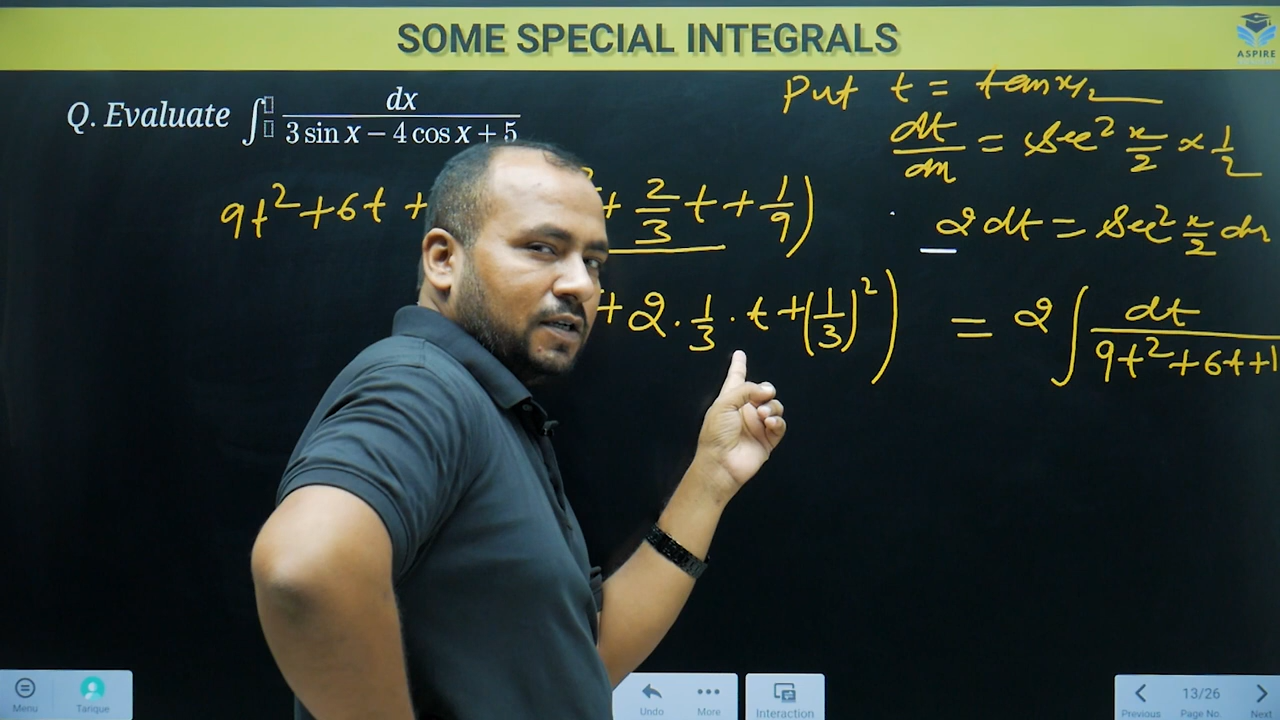 SOME SPECIAL INTEGRALS
ASPIRE
Q. Evaluate ∫ dx / (3 sin x − 4 cos x + 5
Put t = tan x/2
dt/dx = Sec² x/2 × 1/2
9t² + 6t +
+ 2/3 t + 1/9)
2dt = Sec² x/2 dx
+ 2 · 1/3 · t + (1/3)²)
= 2 ∫ dt / (9t² + 6t + 1
Menu
Tarique
Undo
More
Interaction
Previous
13/26
Page No.
Next